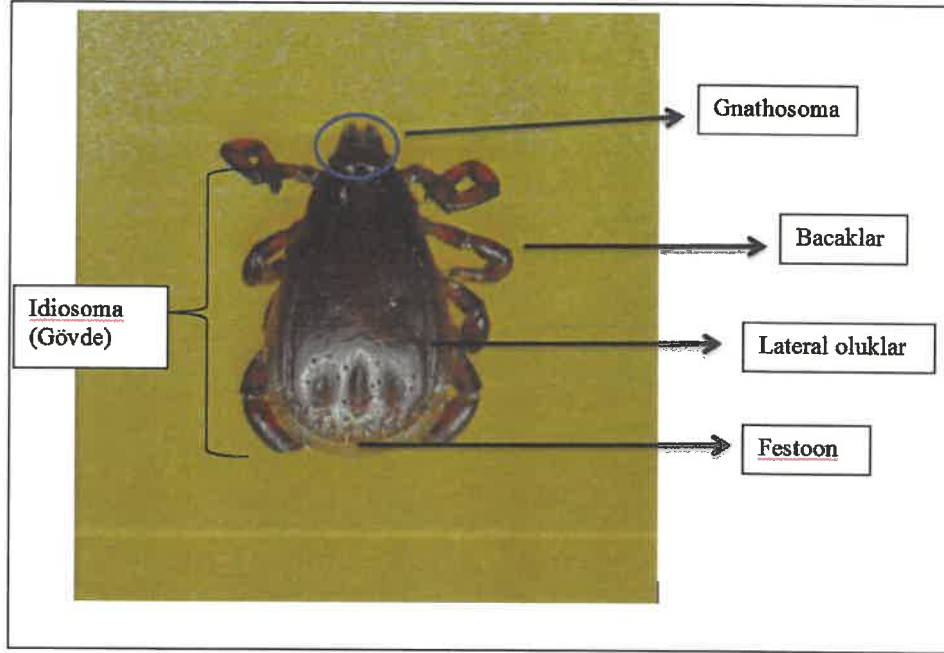 Gnathosoma
Bacaklar
Idiosoma
(Gövde)
Lateral oluklar
Festoon